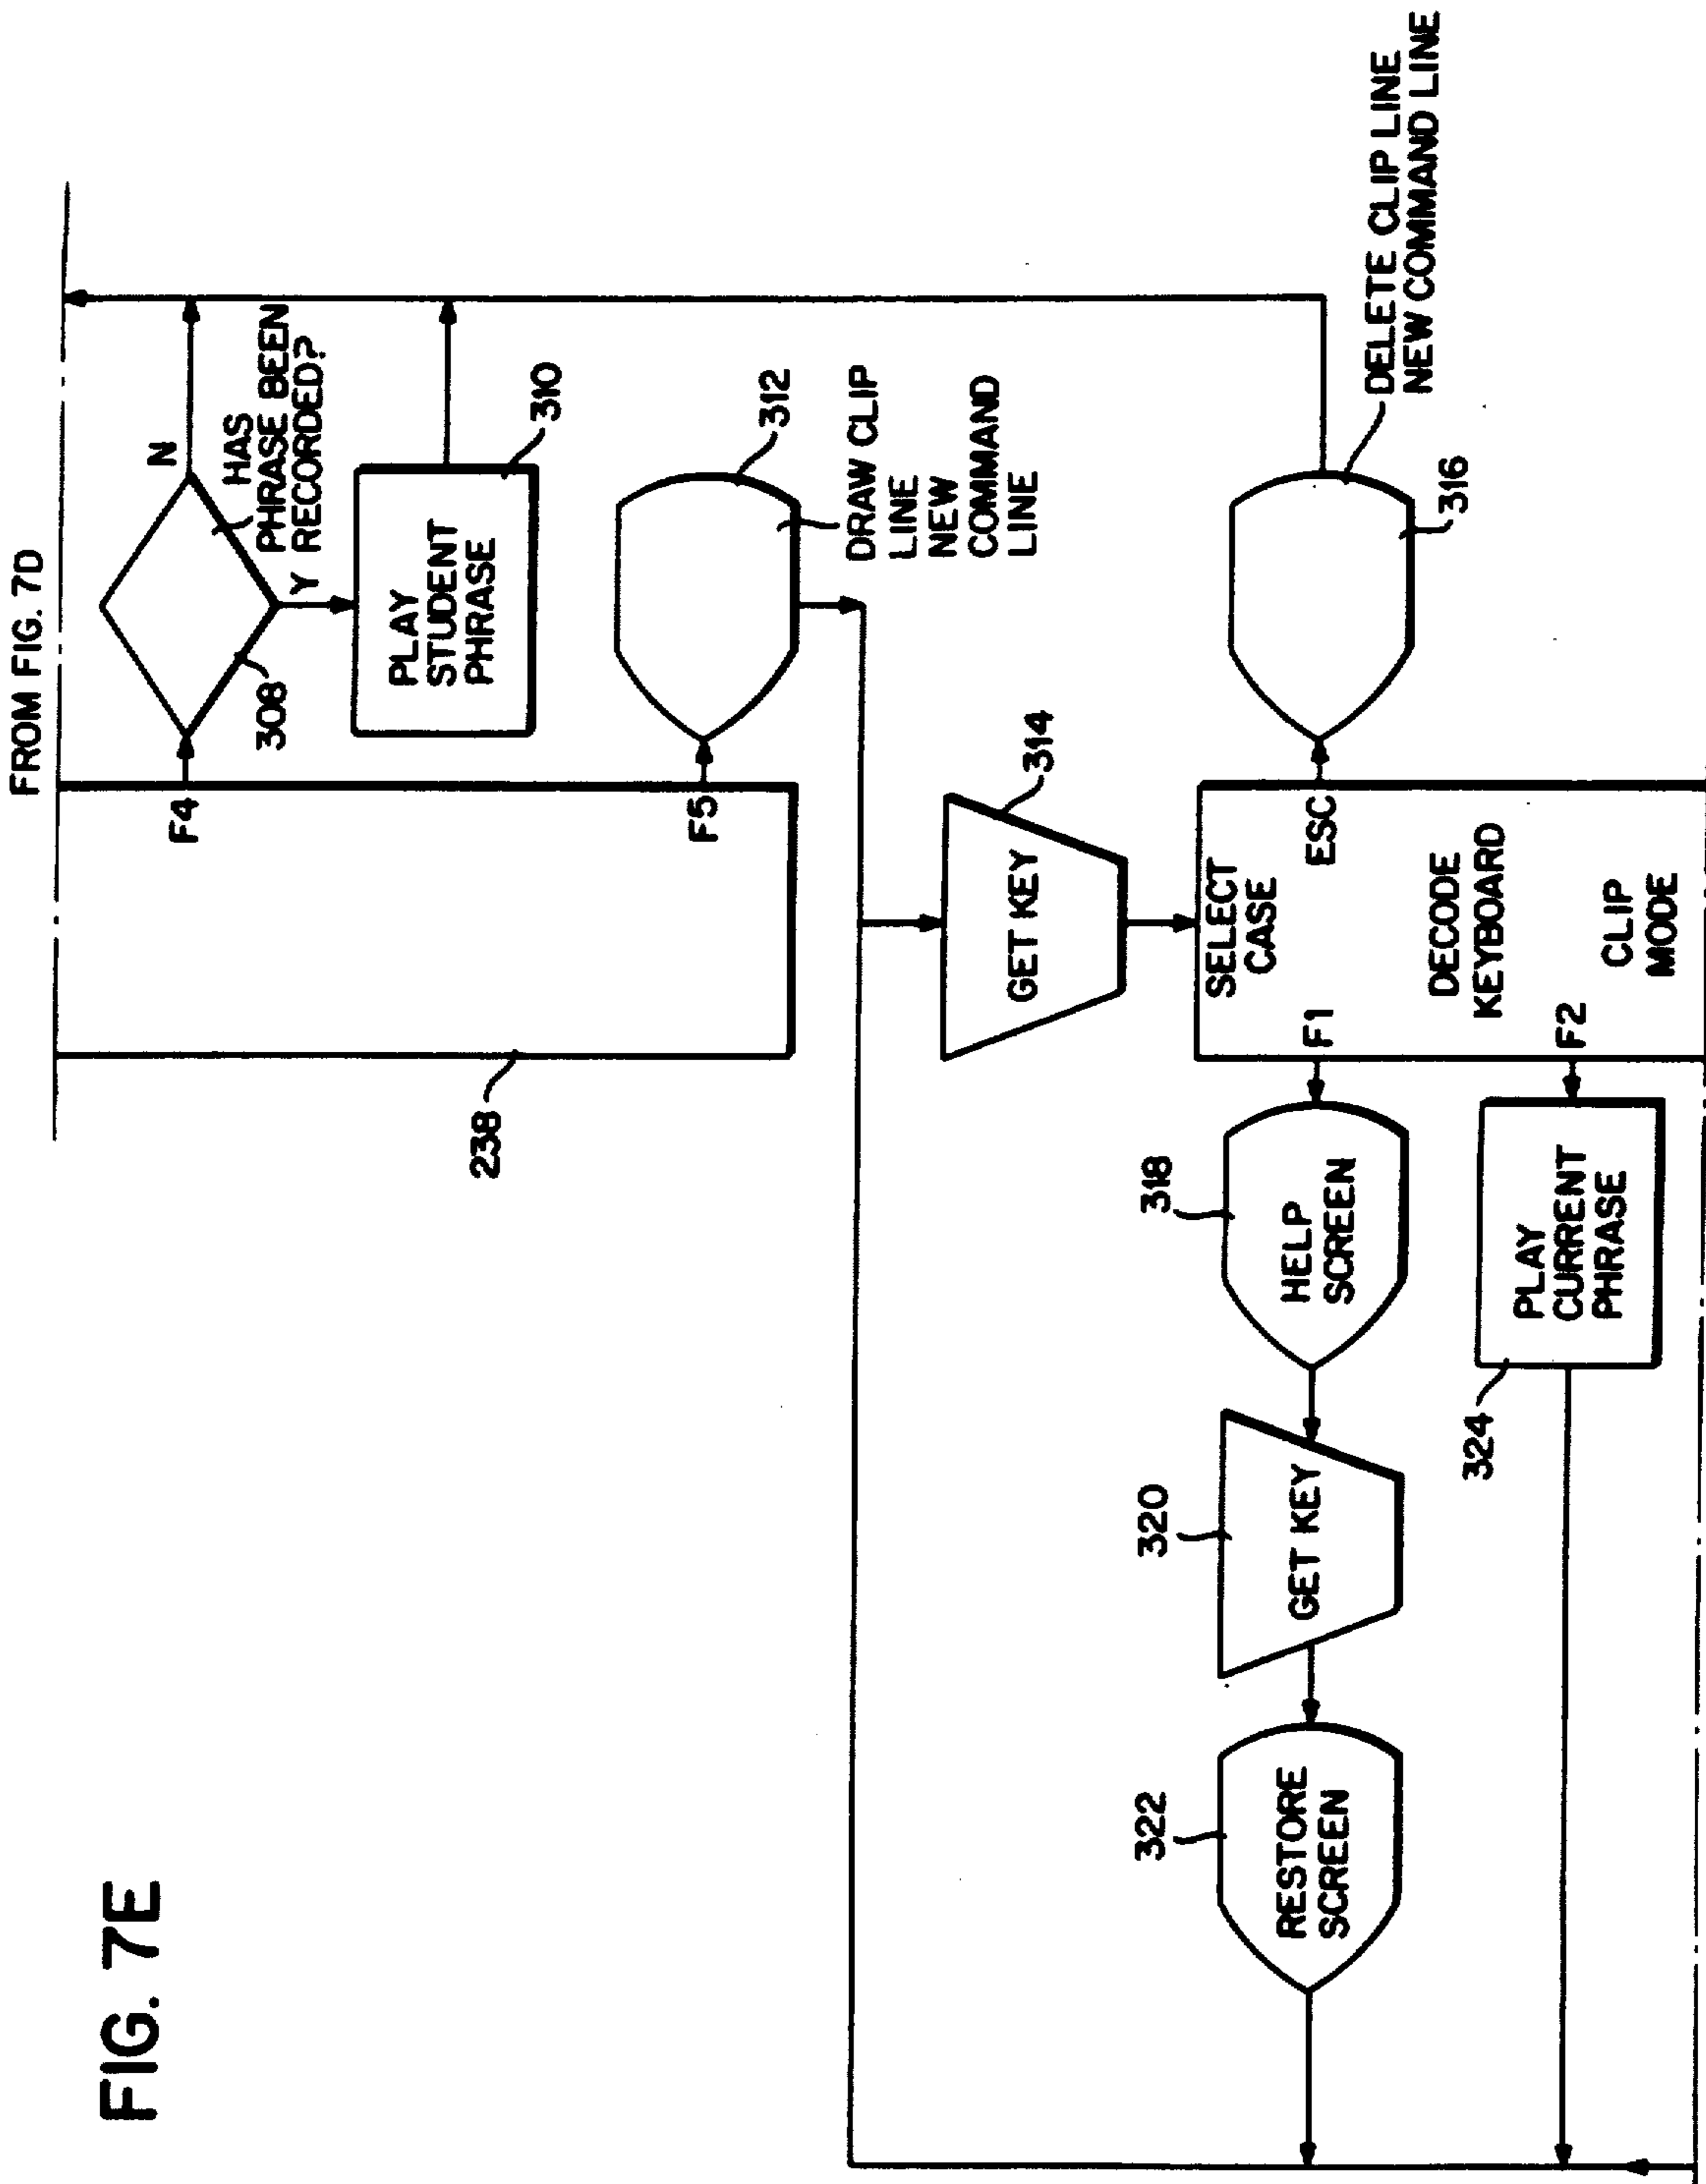 FIG. 7E
FROM FIG. 7D
F4
308
N
HAS
PHRASE BEEN
RECORDED?
Y
PLAY
STUDENT
PHRASE
310
238
F5
312
DRAW CLIP
LINE
NEW
COMMAND
LINE
GET KEY
314
SELECT
CASE
ESC
F1
DECODE
KEYBOARD
F2
CLIP
MODE
316
DELETE CLIP LINE
NEW COMMAND LINE
318
HELP
SCREEN
320
GET KEY
322
RESTORE
SCREEN
324
PLAY
CURRENT
PHRASE